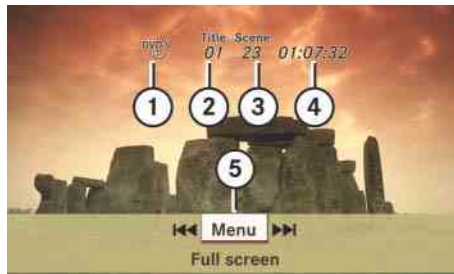 Title Scene
DVD-V 01 23 01:07:32
1 2 3 4
5
Menu
Full screen